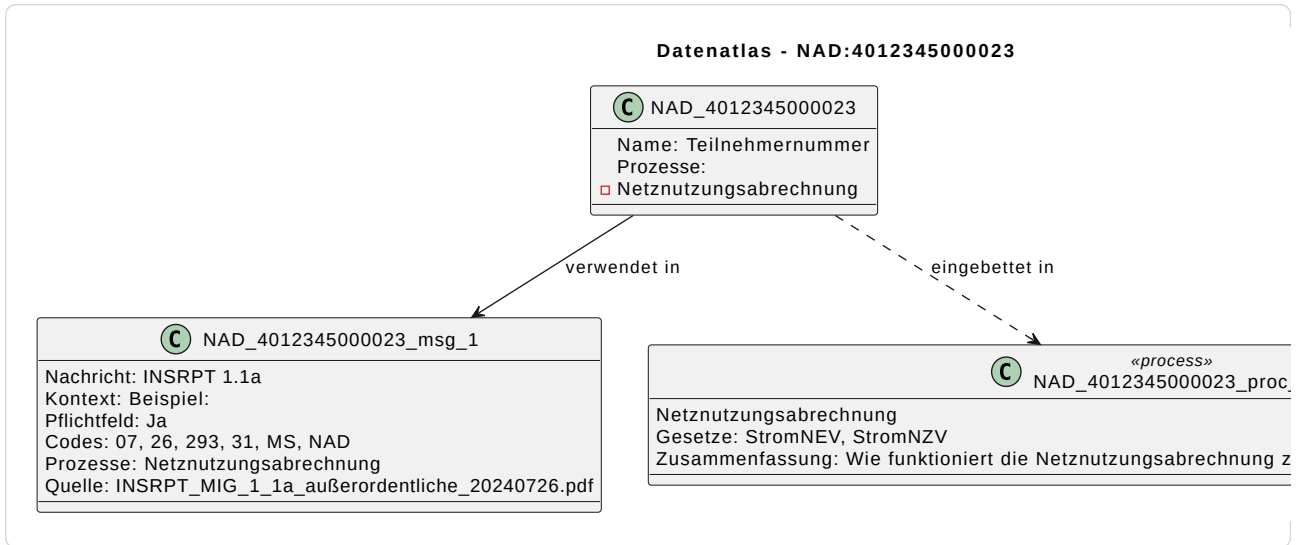 Datenatlas - NAD:4012345000023
C NAD_4012345000023
Name: Teilnehmernummer
Prozesse:
Netznutzungsabrechnung
verwendet in
eingebettet in
C NAD_4012345000023_msg_1
Nachricht: INSRPT 1.1a
Kontext: Beispiel:
Pflichtfeld: Ja
Codes: 07, 26, 293, 31, MS, NAD
Prozesse: Netznutzungsabrechnung
Quelle: INSRPT_MIG_1_1a_außerordentliche_20240726.pdf
«process»
C NAD_4012345000023_proc_
Netznutzungsabrechnung
Gesetze: StromNEV, StromNZV
Zusammenfassung: Wie funktioniert die Netznutzungsabrechnung z